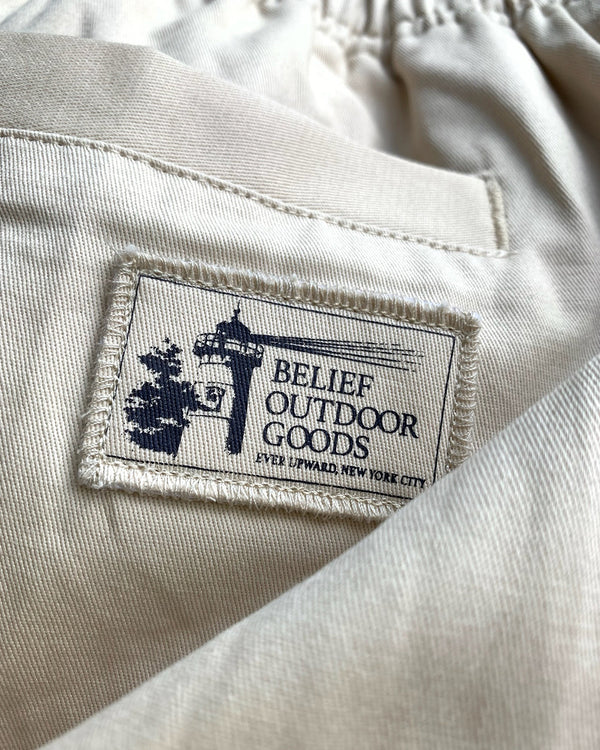 BELIEF
OUTDOOR
GOODS
EVER UPWARD, NEW YORK CITY